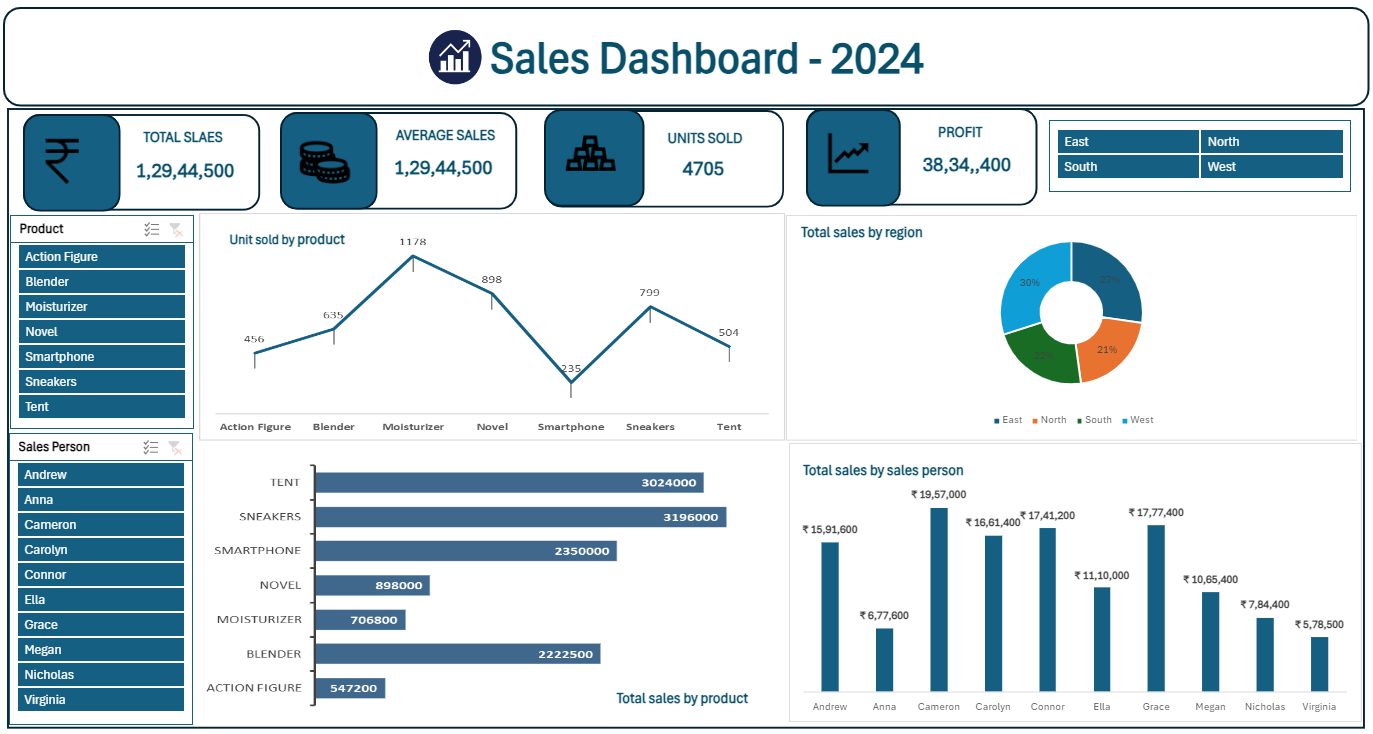 Sales Dashboard - 2024
TOTAL SLAES
1,29,44,500
AVERAGE SALES
1,29,44,500
UNITS SOLD
4705
PROFIT
38,34,,400
East
North
South
West
Product
Action Figure
Blender
Moisturizer
Novel
Smartphone
Sneakers
Tent
Sales Person
Andrew
Anna
Cameron
Carolyn
Connor
Ella
Grace
Megan
Nicholas
Virginia
Unit sold by product
456
635
1178
898
235
799
504
Action Figure
Blender
Moisturizer
Novel
Smartphone
Sneakers
Tent
Total sales by region
30%
27%
22%
21%
East
North
South
West
TENT
3024000
SNEAKERS
3196000
SMARTPHONE
2350000
NOVEL
898000
MOISTURIZER
706800
BLENDER
2222500
ACTION FIGURE
547200
Total sales by product
Total sales by sales person
₹ 15,91,600
₹ 6,77,600
₹ 19,57,000
₹ 16,61,400
₹ 17,41,200
₹ 11,10,000
₹ 17,77,400
₹ 10,65,400
₹ 7,84,400
₹ 5,78,500
Andrew
Anna
Cameron
Carolyn
Connor
Ella
Grace
Megan
Nicholas
Virginia